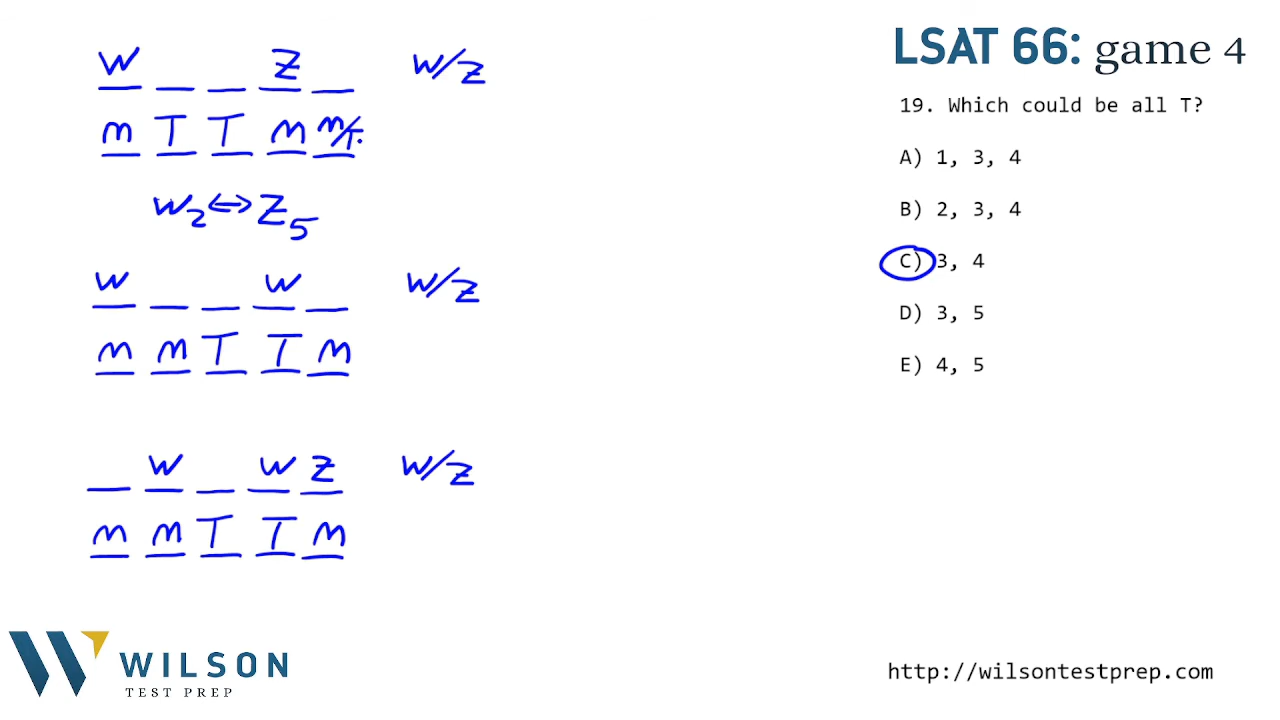 LSAT 66: game 4
W _ _ Z _ W/Z
m T T m m/T.
W2 <-> Z5
W _ _ W _ W/Z
m m T T m
_ W _ W Z W/Z
m m T T m
19. Which could be all T?
A) 1, 3, 4
B) 2, 3, 4
C) 3, 4
D) 3, 5
E) 4, 5
WILSON
TEST PREP
http://wilsontestprep.com